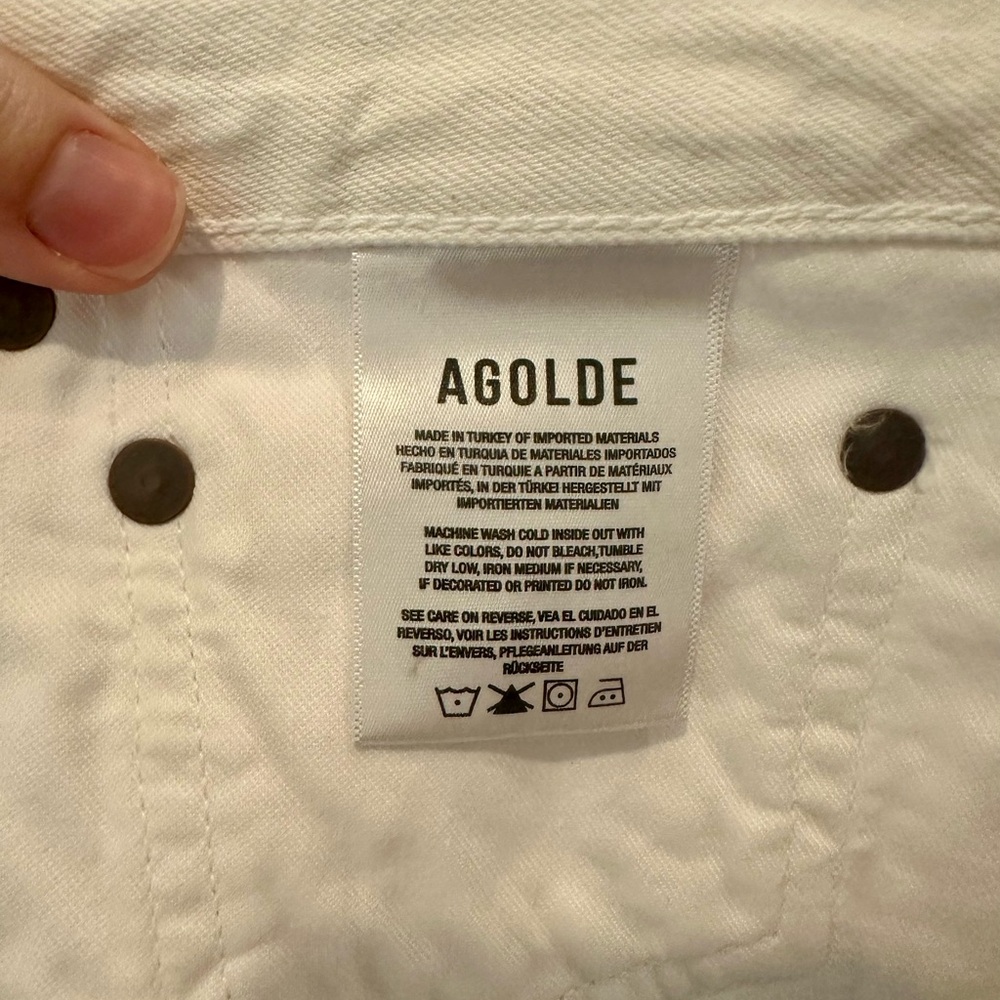 AGOLDE
MADE IN TURKEY OF IMPORTED MATERIALS
HECHO EN TURQUIA DE MATERIALES IMPORTADOS
FABRIQUÉ EN TURQUIE A PARTIR DE MATÉRIAUX
IMPORTÉS, IN DER TÜRKEI HERGESTELLT MIT
IMPORTIERTEN MATERIALIEN
MACHINE WASH COLD INSIDE OUT WITH
LIKE COLORS, DO NOT BLEACH,TUMBLE
DRY LOW, IRON MEDIUM IF NECESSARY,
IF DECORATED OR PRINTED DO NOT IRON.
SEE CARE ON REVERSE, VEA EL CUIDADO EN EL
REVERSO, VOIR LES INSTRUCTIONS D'ENTRETIEN
SUR L'ENVERS, PFLEGEANLEITUNG AUF DER
RÜCKSEITE